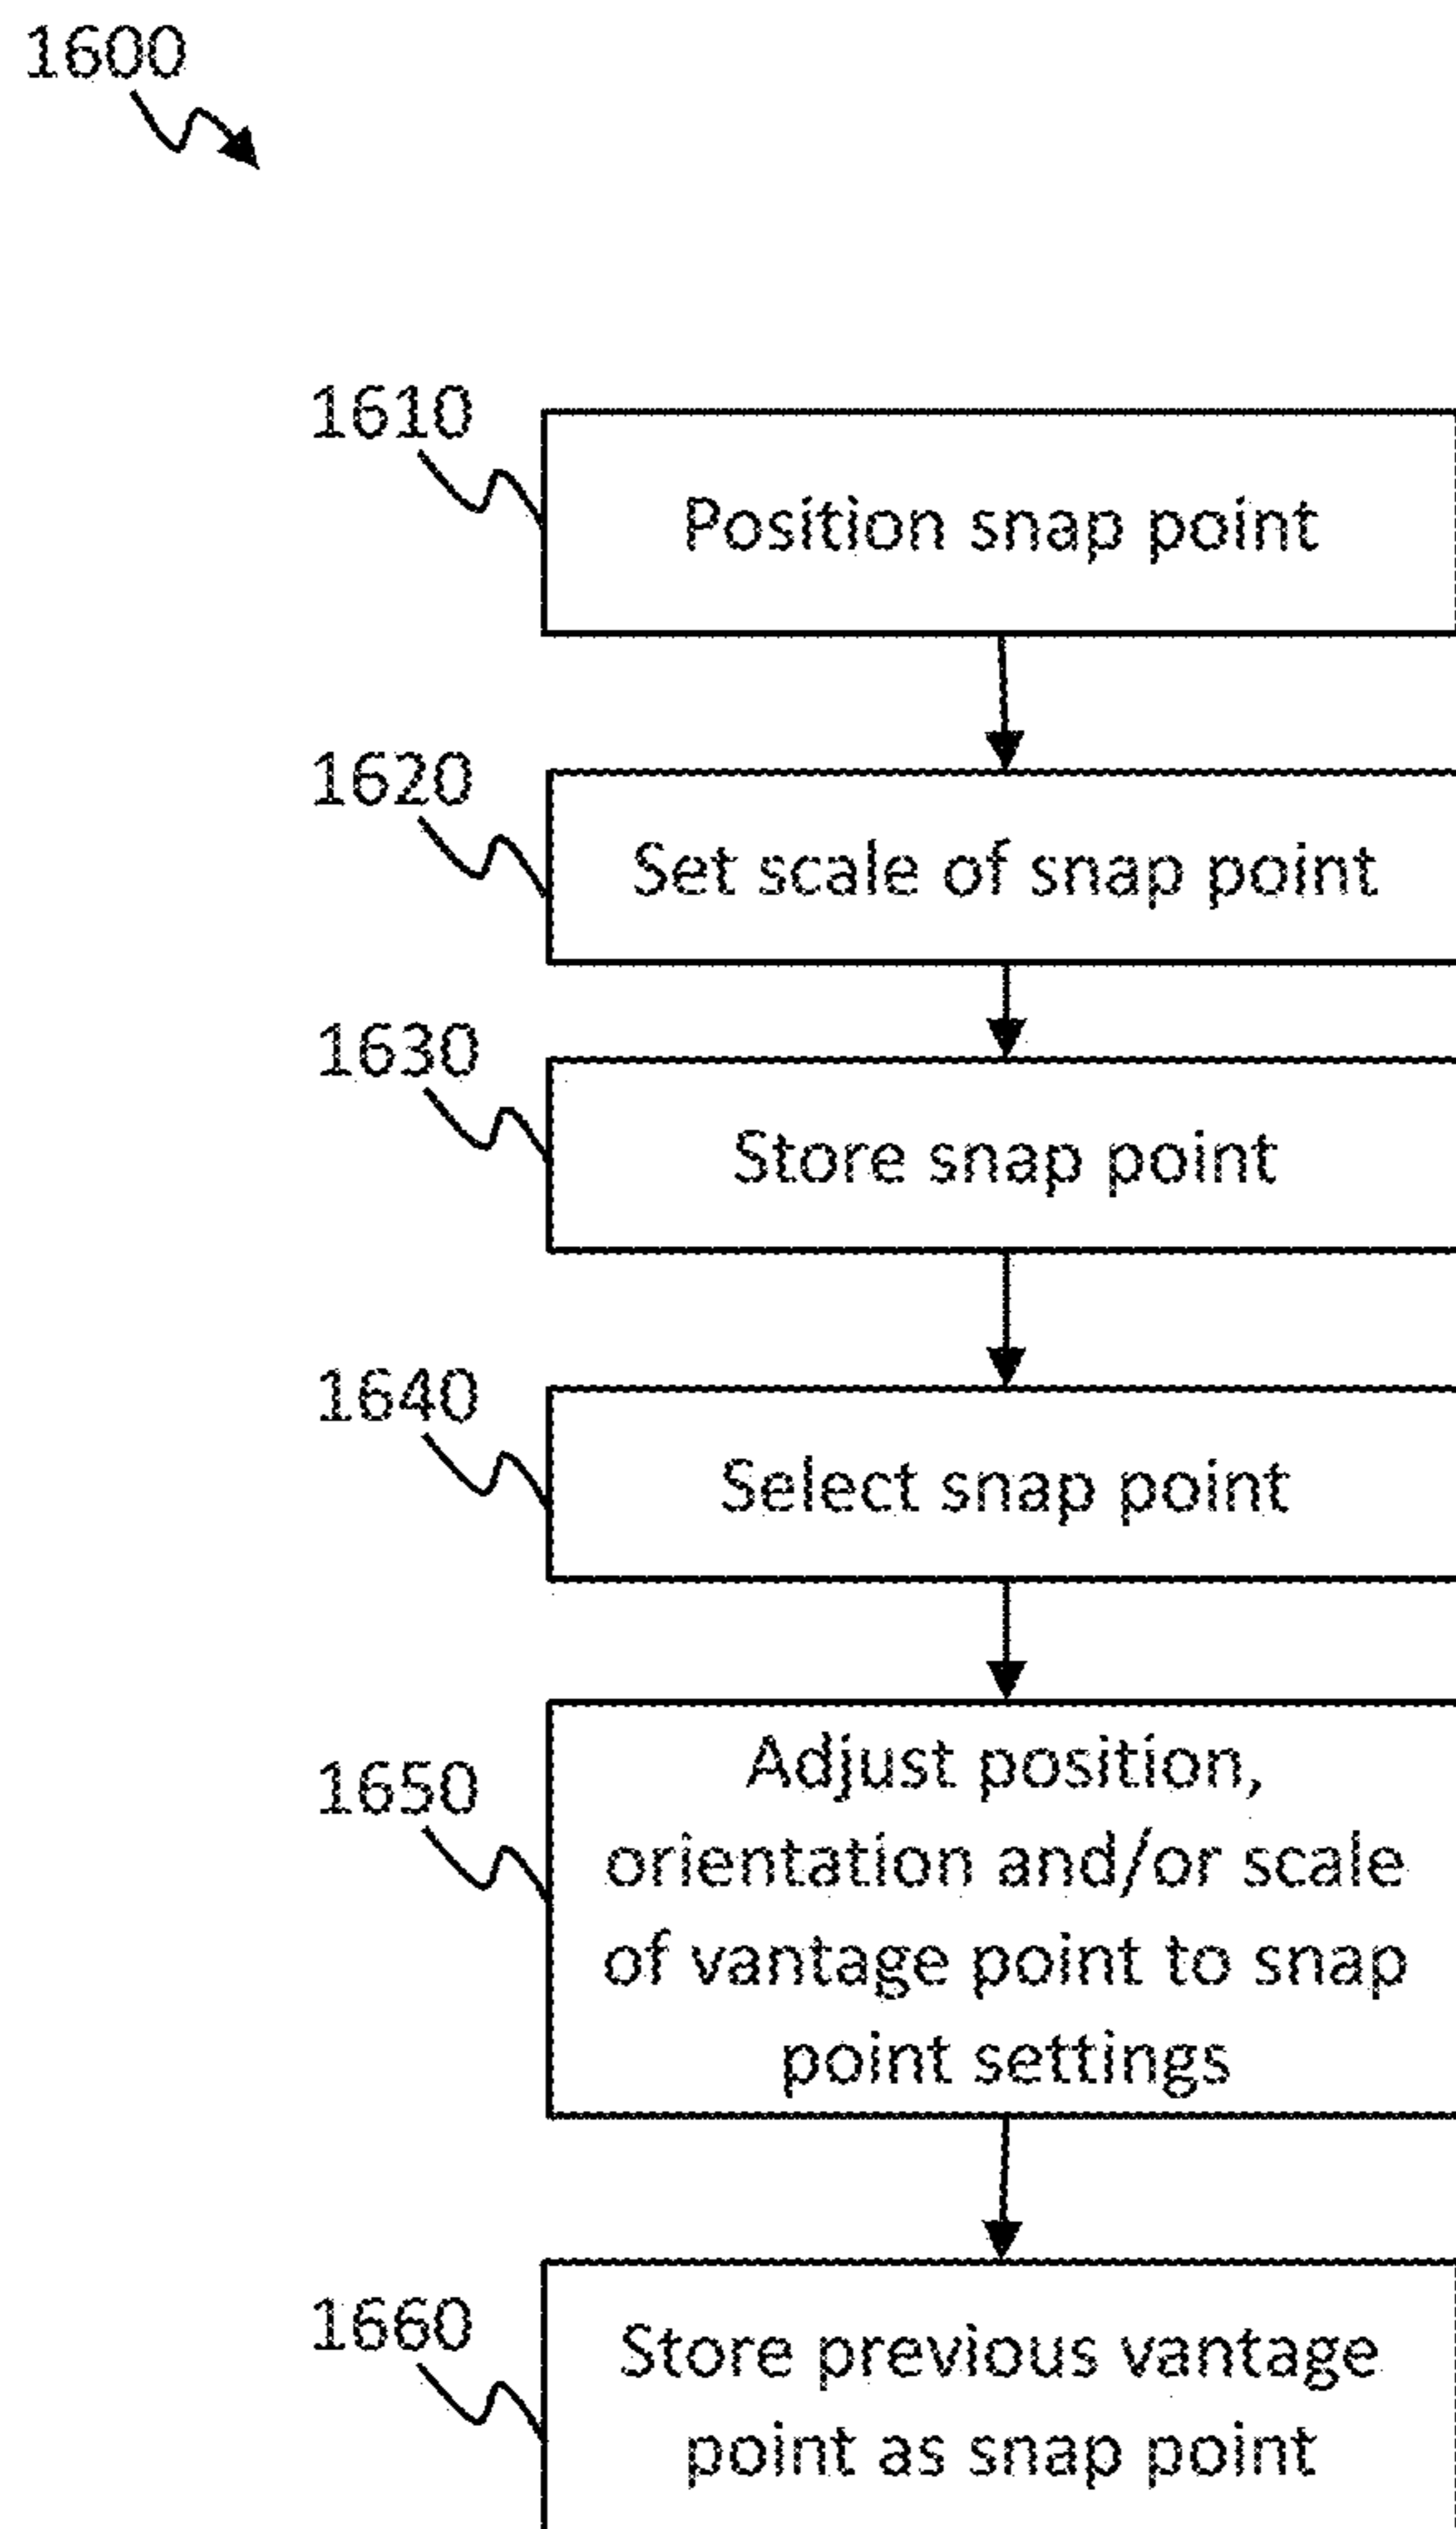 1600
1610
Position snap point
1620
Set scale of snap point
1630
Store snap point
1640
Select snap point
1650
Adjust position,
orientation and/or scale
of vantage point to snap
point settings
1660
Store previous vantage
point as snap point